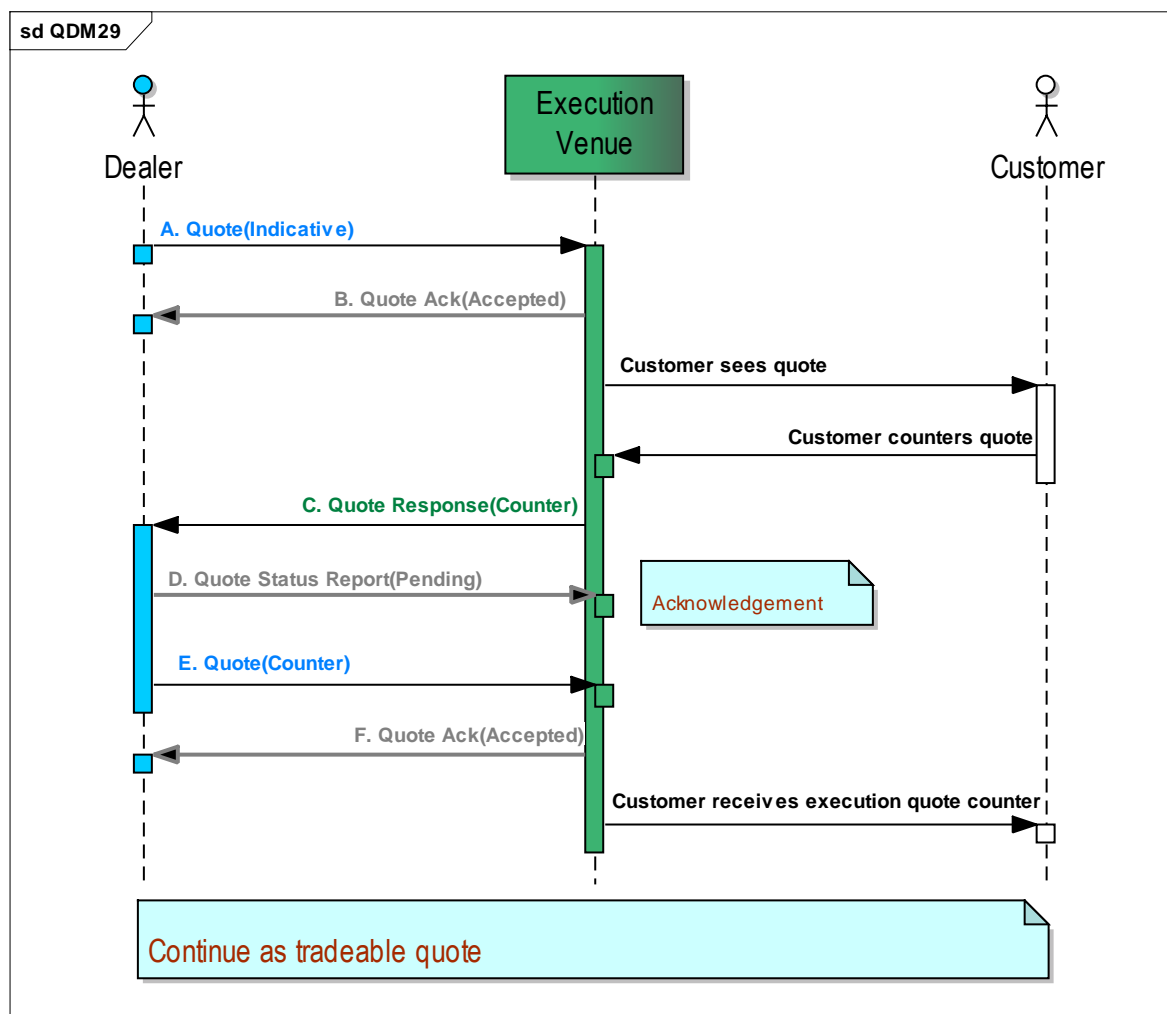 sd QDM29
Execution
Venue
Dealer
Customer
A. Quote(Indicative)
B. Quote Ack(Accepted)
Customer sees quote
Customer counters quote
C. Quote Response(Counter)
D. Quote Status Report(Pending)
Acknowledgement
E. Quote(Counter)
F. Quote Ack(Accepted)
Customer receives execution quote counter
Continue as tradeable quote